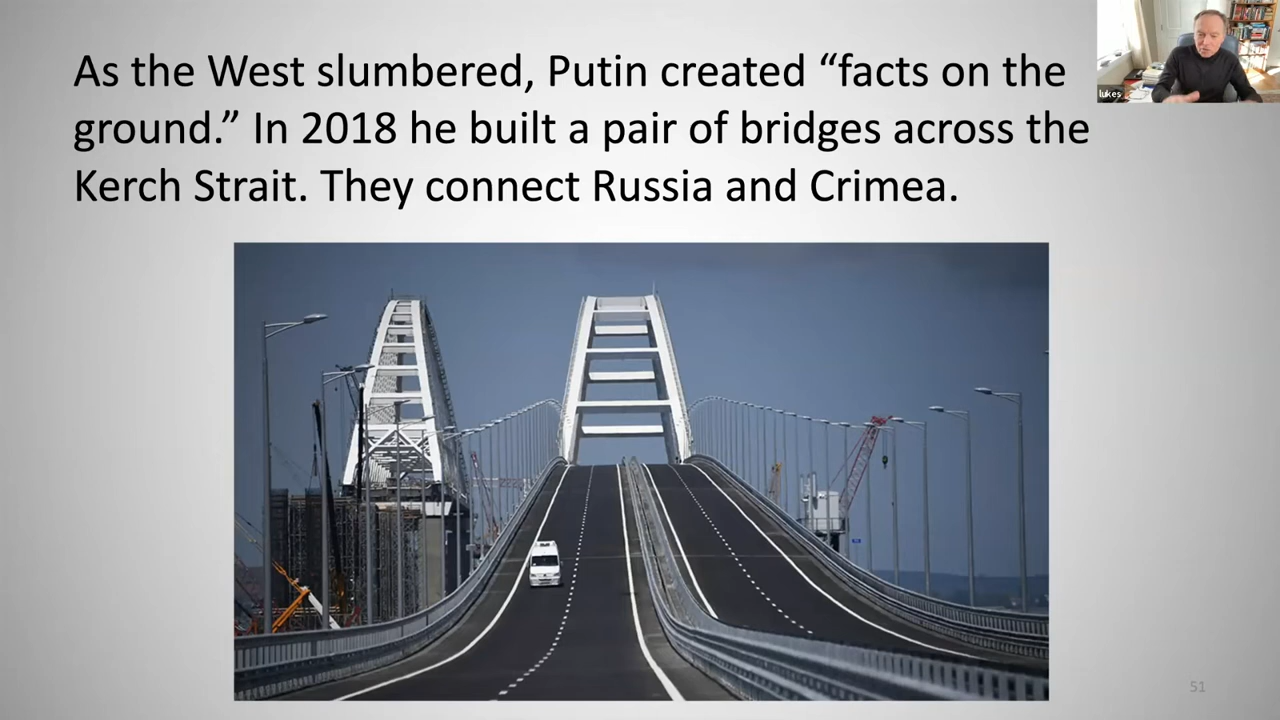 As the West slumbered, Putin created “facts on the
ground.” In 2018 he built a pair of bridges across the
Kerch Strait. They connect Russia and Crimea.
lukes
51